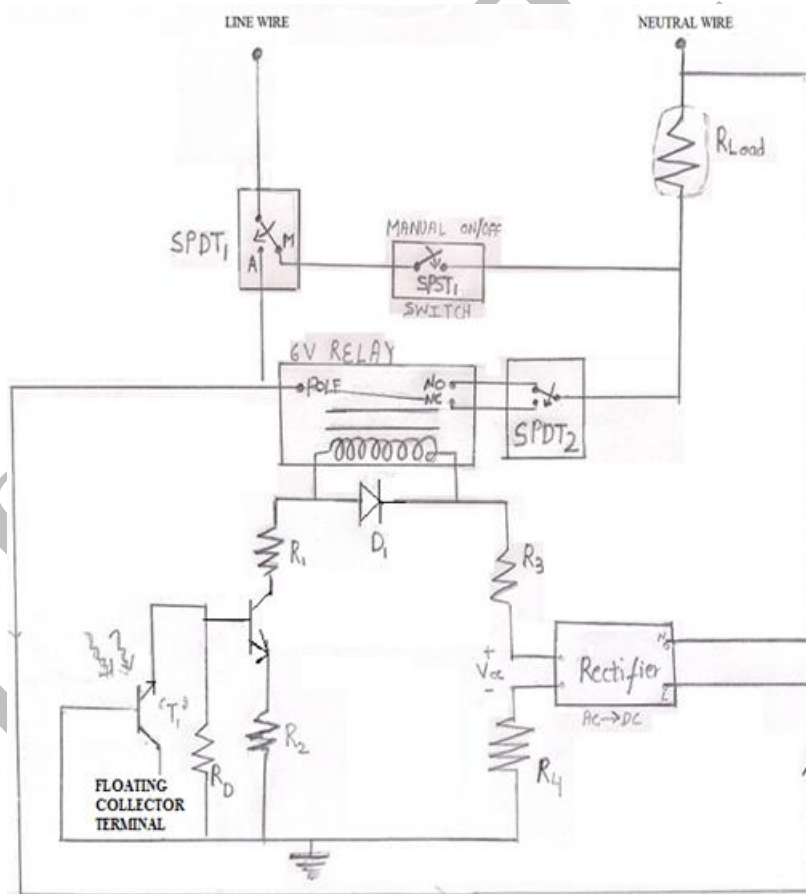 LINE WIRE
NEUTRAL WIRE
RLoad
SPDT1
M
A
MANUAL ON/OFF
SPST1
SWITCH
6V RELAY
POLE
NO
NC
SPDT2
D1
R1
R3
+
Vcc
-
Rectifier
N
L
AC→DC
'T1'
RD
R2
R4
FLOATING
COLLECTOR
TERMINAL